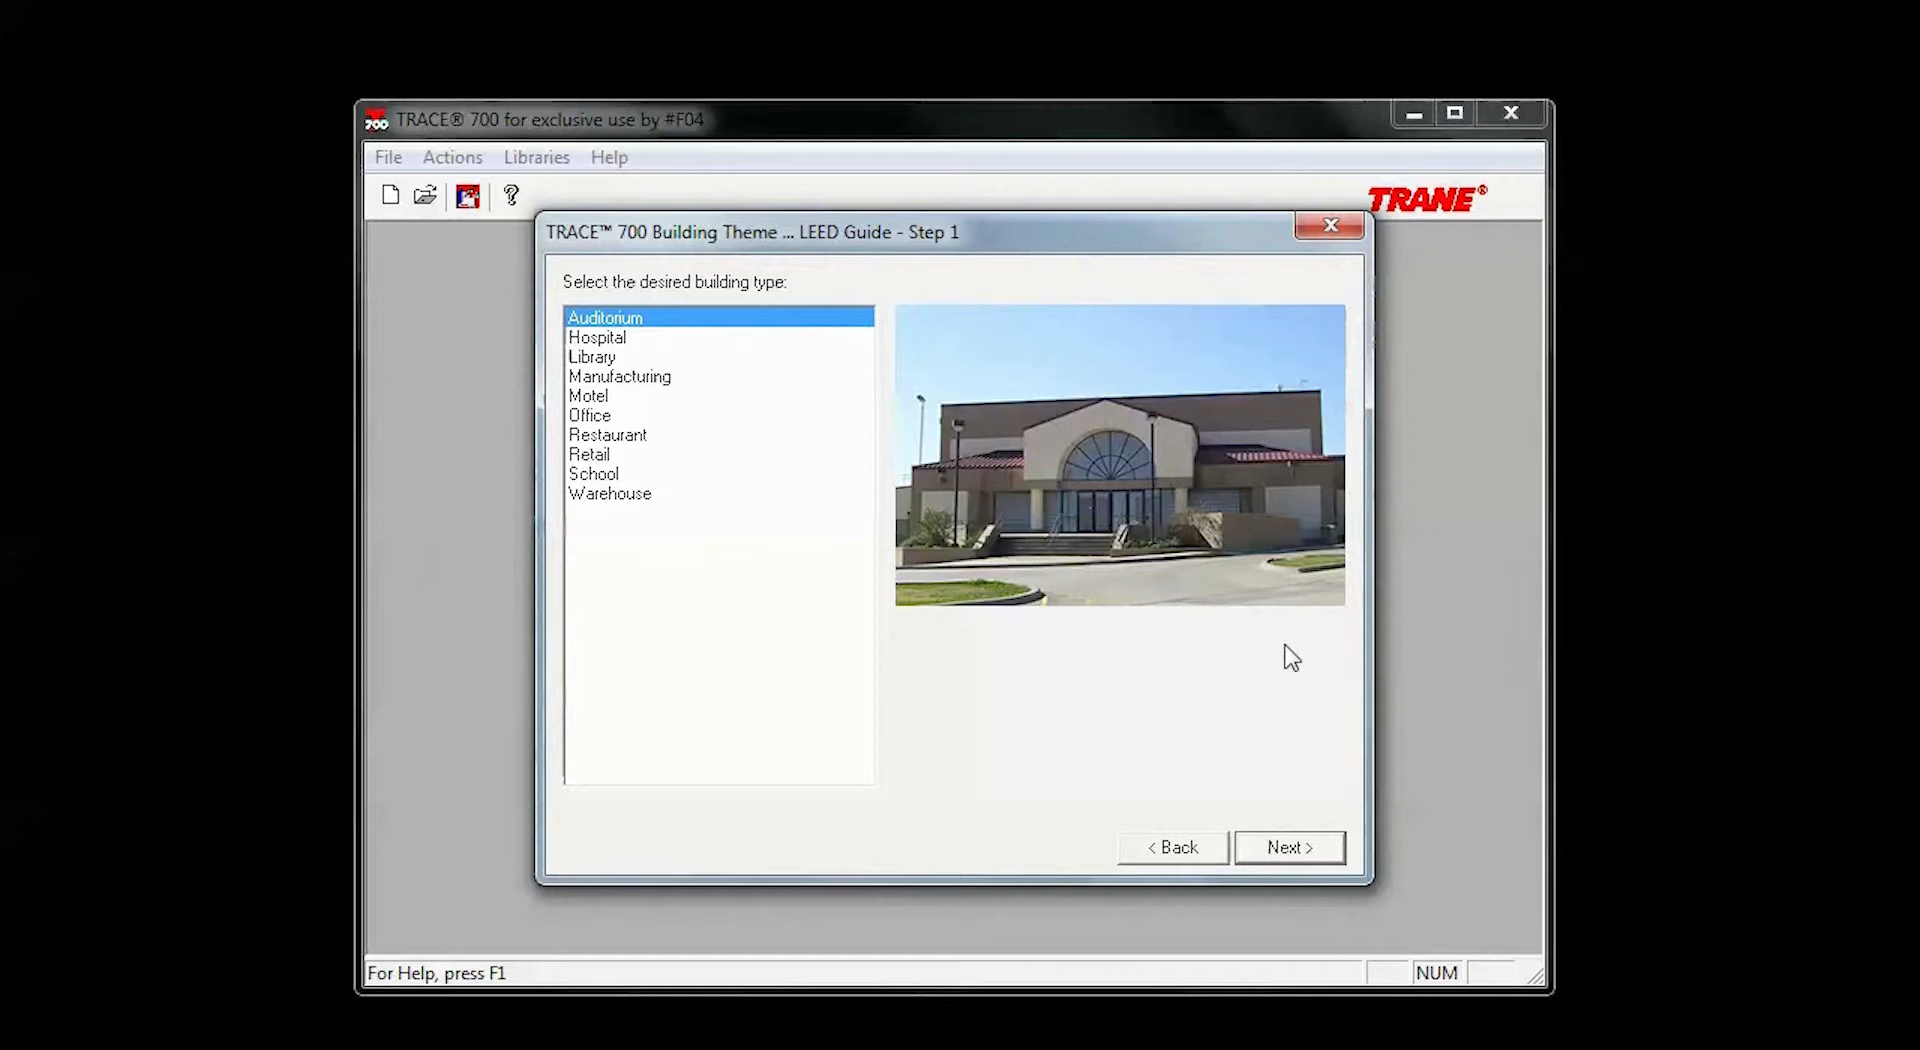 TRACE® 700 for exclusive use by #F04
File Actions Libraries Help
TRANE®
TRACE™ 700 Building Theme ... LEED Guide - Step 1
Select the desired building type:
Auditorium
Hospital
Library
Manufacturing
Motel
Office
Restaurant
Retail
School
Warehouse
< Back Next >
For Help, press F1 NUM